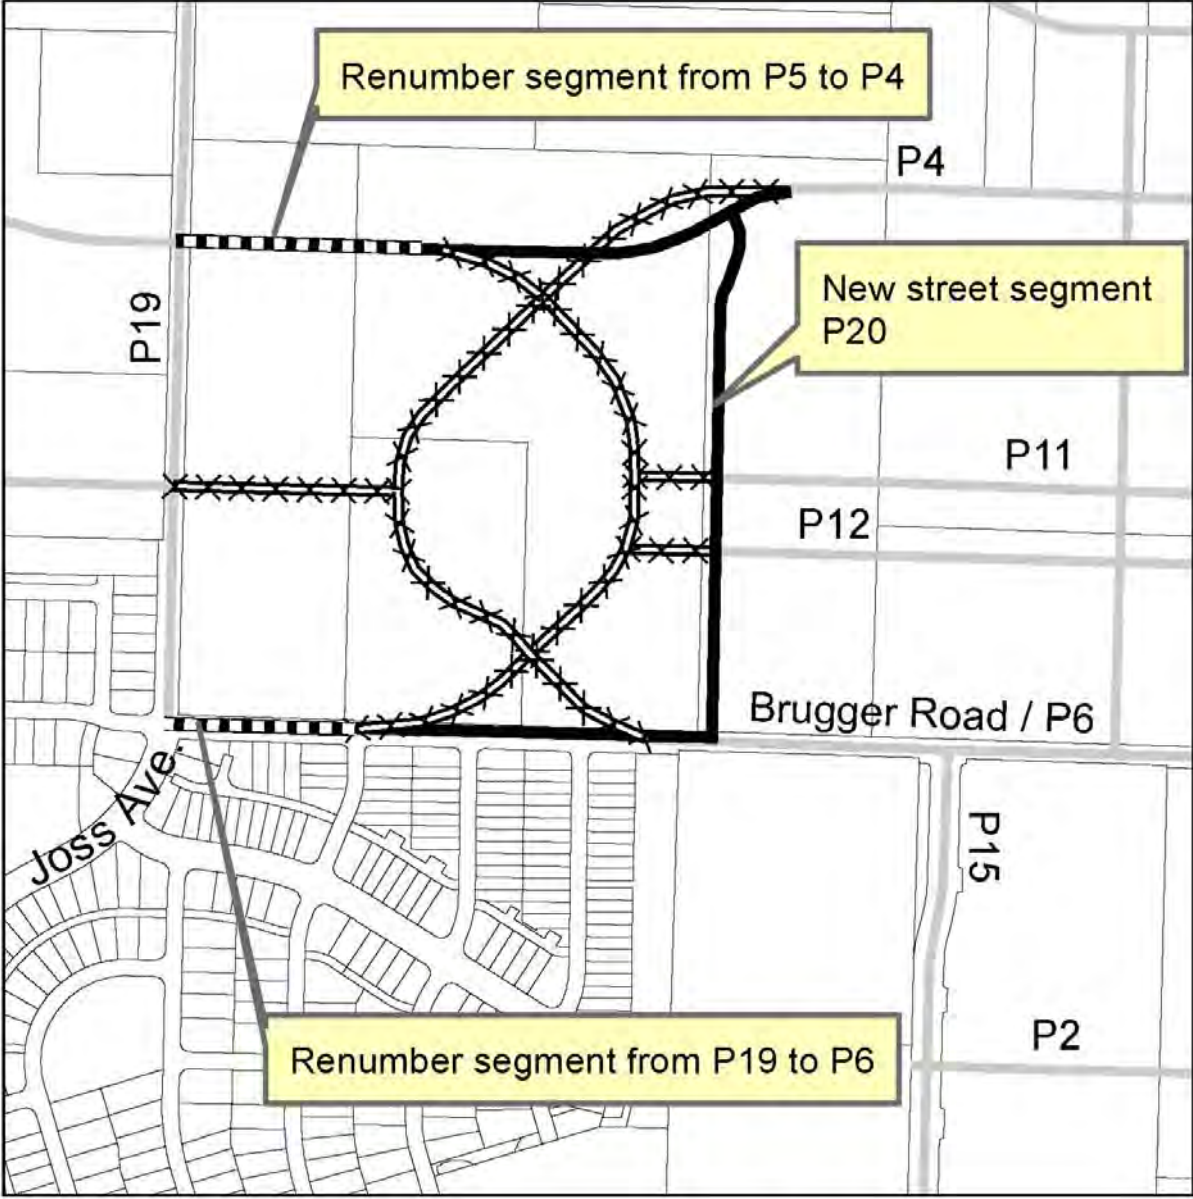 Renumber segment from P5 to P4
P4
New street segment
P20
P19
P11
P12
Brugger Road / P6
Joss Ave.
P15
P2
Renumber segment from P19 to P6